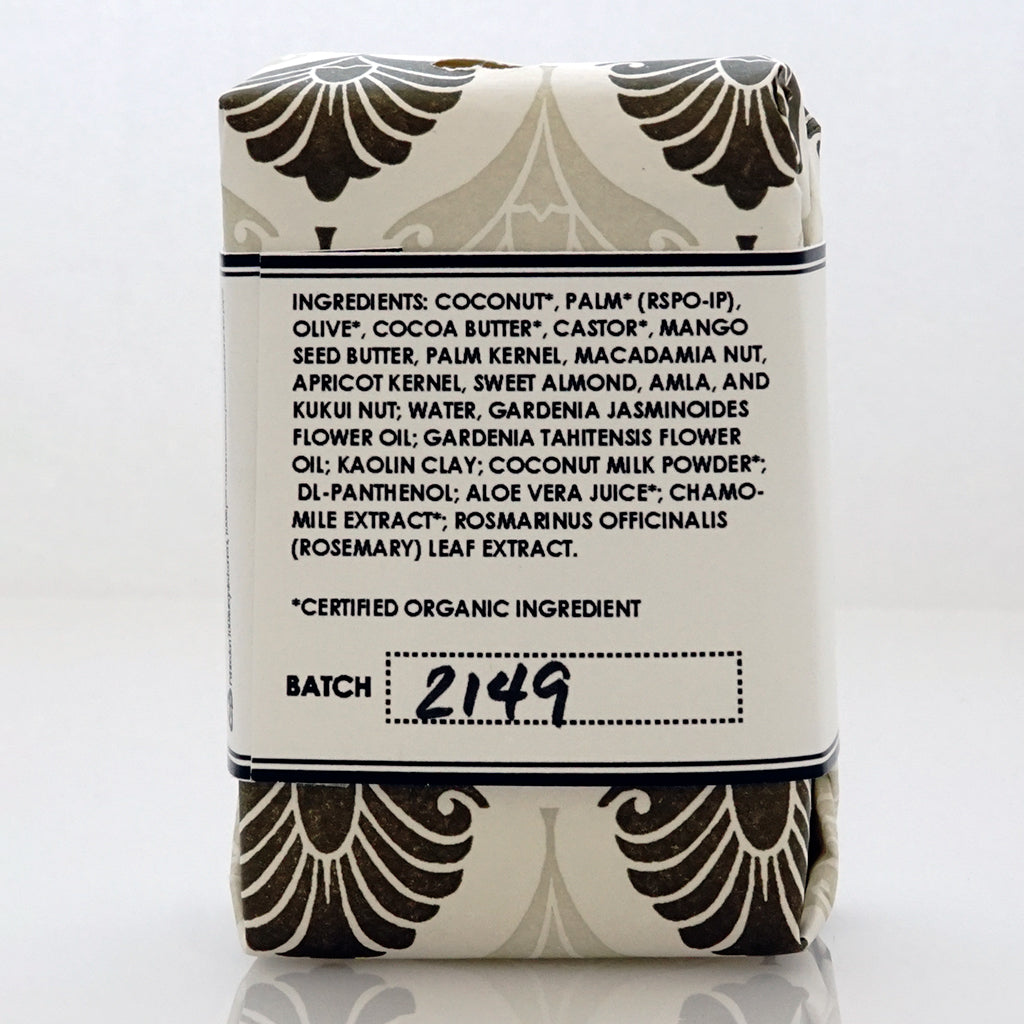 INGREDIENTS: COCONUT*, PALM* (RSPO-IP),
OLIVE*, COCOA BUTTER*, CASTOR*, MANGO
SEED BUTTER, PALM KERNEL, MACADAMIA NUT,
APRICOT KERNEL, SWEET ALMOND, AMLA, AND
KUKUI NUT; WATER, GARDENIA JASMINOIDES
FLOWER OIL; GARDENIA TAHITENSIS FLOWER
OIL; KAOLIN CLAY; COCONUT MILK POWDER*;
DL-PANTHENOL; ALOE VERA JUICE*; CHAMO-
MILE EXTRACT*; ROSMARINUS OFFICINALIS
(ROSEMARY) LEAF EXTRACT.
*CERTIFIED ORGANIC INGREDIENT
BATCH 2149